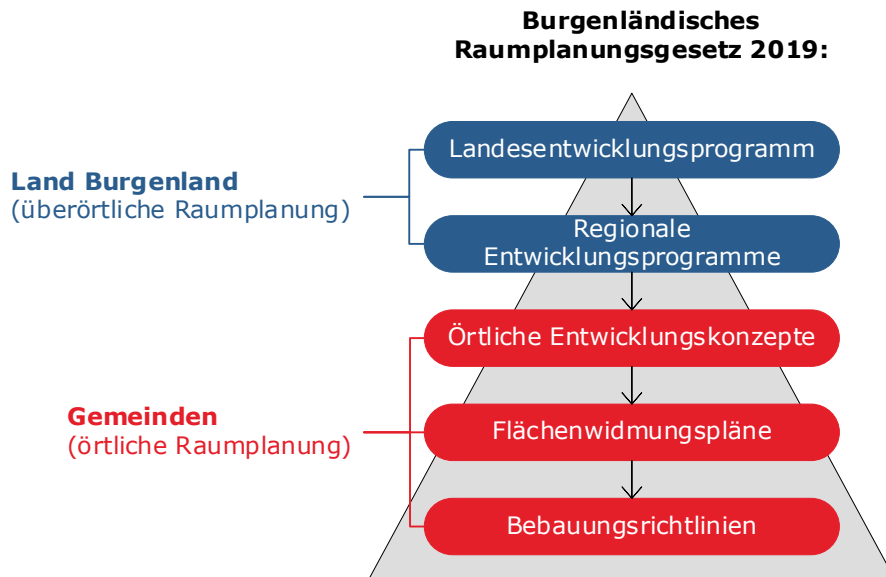 Burgenländisches
Raumplanungsgesetz 2019:
Landesentwicklungsprogramm
Land Burgenland
(überörtliche Raumplanung)
Regionale
Entwicklungsprogramme
Örtliche Entwicklungskonzepte
Gemeinden
(örtliche Raumplanung)
Flächenwidmungspläne
Bebauungsrichtlinien